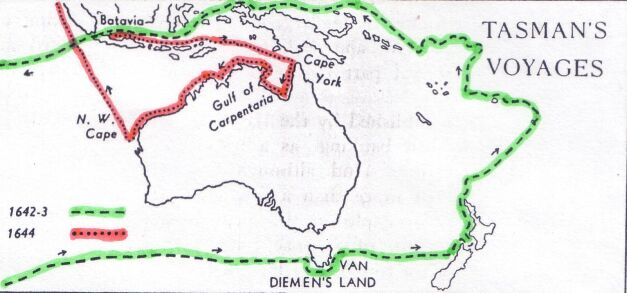 TASMAN'S
VOYAGES
Batavia
Cape
York
Gulf of
Carpentaria
N. W.
Cape
1642-3
1644
VAN
DIEMEN'S LAND